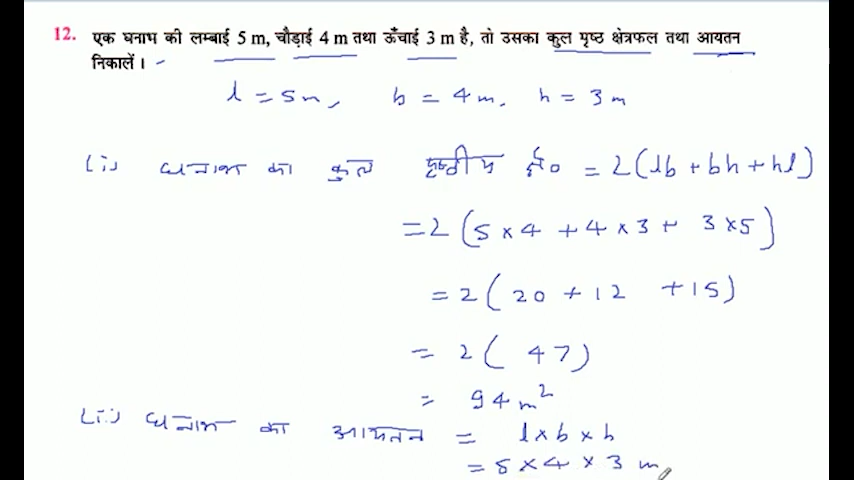 12. एक घनाभ की लम्बाई 5 m, चौड़ाई 4 m तथा ऊँचाई 3 m है, तो उसका कुल पृष्ठ क्षेत्रफल तथा आयतन
निकालें।
l = 5m, b = 4m, h = 3m
(i) घनाभ का कुल पृष्ठीय क्षे० = 2(lb + bh + hl)
= 2(5 × 4 + 4 × 3 + 3 × 5)
= 2(20 + 12 + 15)
= 2(47)
= 94 m²
(ii) घनाभ का आयतन = l × b × h
= 5 × 4 × 3 m